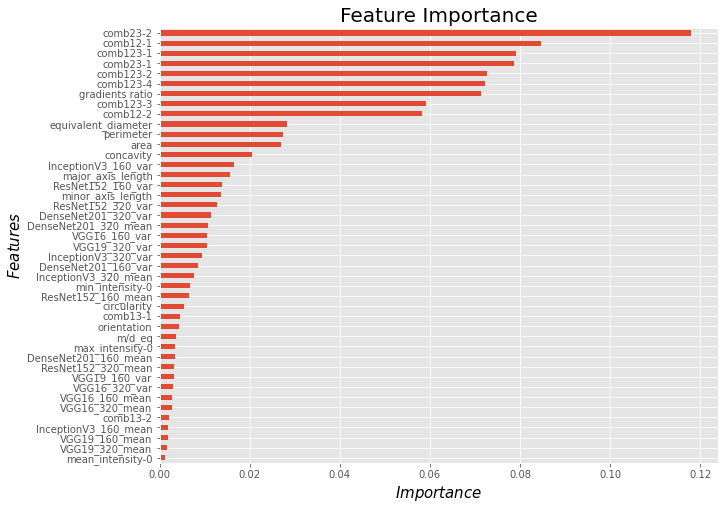 Feature Importance
comb23-2
comb12-1
comb123-1
comb23-1
comb123-2
comb123-4
gradients ratio
comb123-3
comb12-2
equivalent_diameter
perimeter
area
concavity
InceptionV3_160_var
major_axis_length
ResNet152_160_var
minor_axis_length
ResNet152_320_var
DenseNet201_320_var
DenseNet201_320_mean
VGG16_160_var
VGG19_320_var
InceptionV3_320_var
DenseNet201_160_var
InceptionV3_320_mean
min_intensity-0
ResNet152_160_mean
circularity
comb13-1
orientation
m/d_eq
max_intensity-0
DenseNet201_160_mean
ResNet152_320_mean
VGG19_160_var
VGG16_320_var
VGG16_160_mean
VGG16_320_mean
comb13-2
InceptionV3_160_mean
VGG19_160_mean
VGG19_320_mean
mean_intensity-0
Features
0.00 0.02 0.04 0.06 0.08 0.10 0.12
Importance